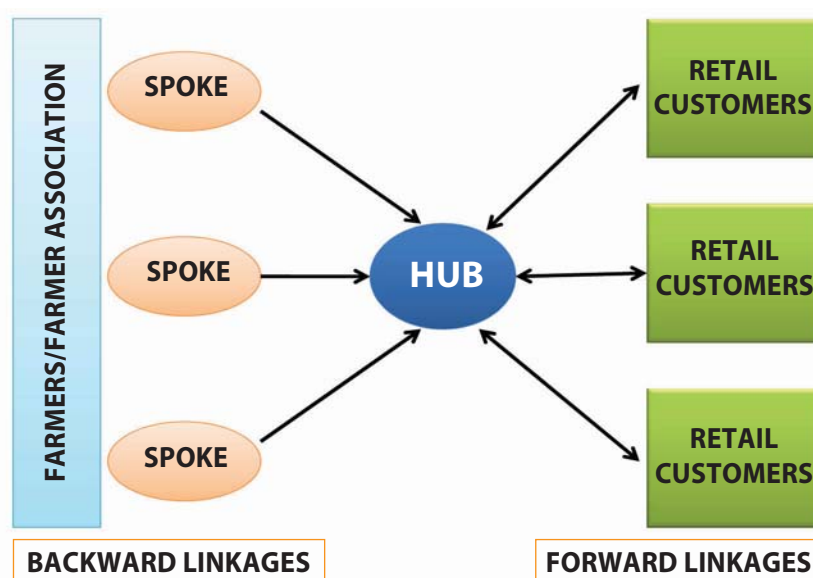 FARMERS/FARMER ASSOCIATION
SPOKE
SPOKE
SPOKE
HUB
RETAIL
CUSTOMERS
RETAIL
CUSTOMERS
RETAIL
CUSTOMERS
BACKWARD LINKAGES
FORWARD LINKAGES